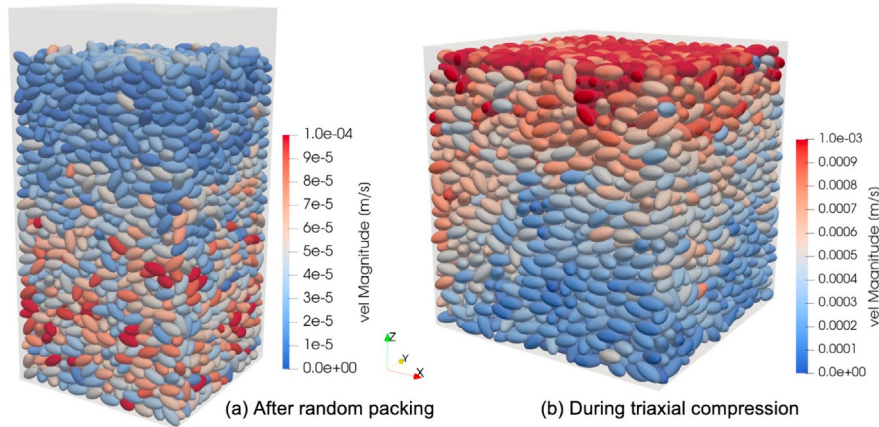 1.0e-04
9e-5
8e-5
7e-5
6e-5
5e-5
4e-5
3e-5
2e-5
1e-5
0.0e+00
vel Magnitude (m/s)
Z
Y
X
(a) After random packing
1.0e-03
0.0009
0.0008
0.0007
0.0006
0.0005
0.0004
0.0003
0.0002
0.0001
0.0e+00
vel Magnitude (m/s)
(b) During triaxial compression